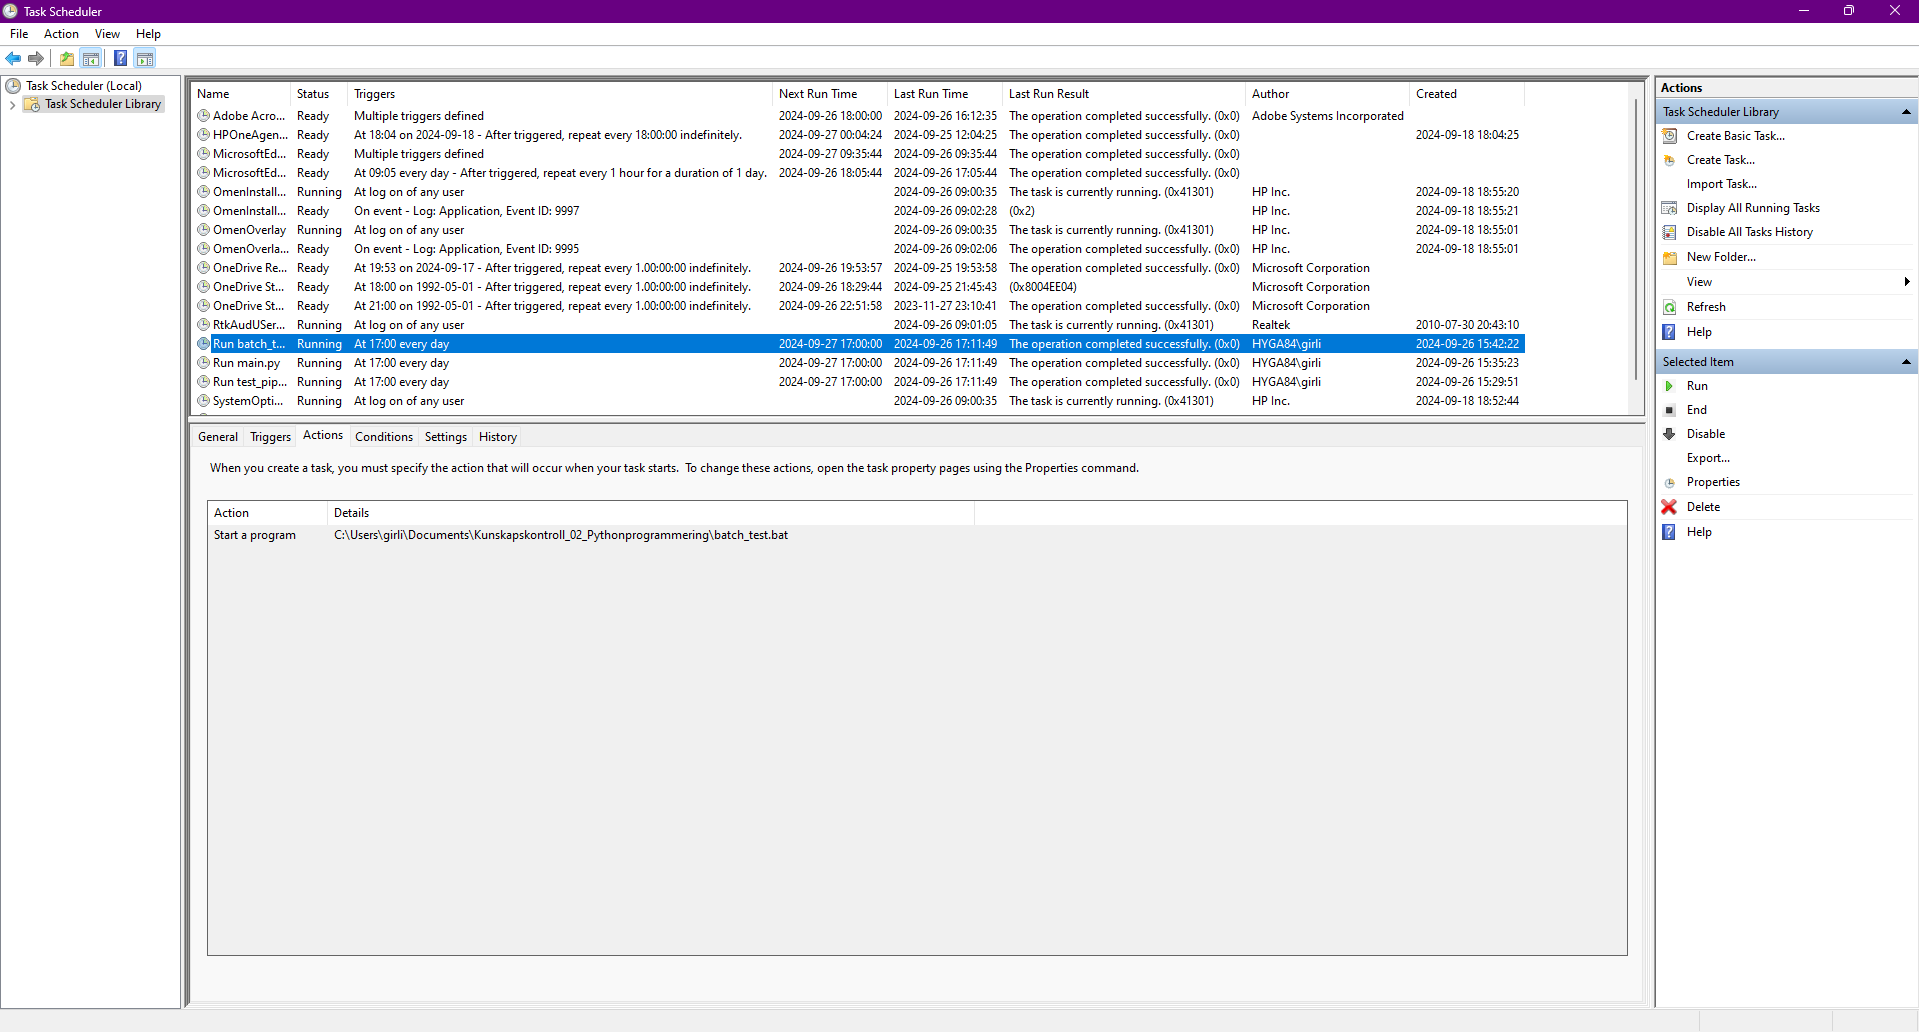 Task Scheduler
File Action View Help
Task Scheduler (Local)
Task Scheduler Library
Name Status Triggers Next Run Time Last Run Time Last Run Result Author Created
Adobe Acro... Ready Multiple triggers defined 2024-09-26 18:00:00 2024-09-26 16:12:35 The operation completed successfully. (0x0) Adobe Systems Incorporated
HPOneAgen... Ready At 18:04 on 2024-09-18 - After triggered, repeat every 18:00:00 indefinitely. 2024-09-27 00:04:24 2024-09-25 12:04:25 The operation completed successfully. (0x0) 2024-09-18 18:04:25
MicrosoftEd... Ready Multiple triggers defined 2024-09-27 09:35:44 2024-09-26 09:35:44 The operation completed successfully. (0x0)
MicrosoftEd... Ready At 09:05 every day - After triggered, repeat every 1 hour for a duration of 1 day. 2024-09-26 18:05:44 2024-09-26 17:05:44 The operation completed successfully. (0x0)
OmenInstall... Running At log on of any user 2024-09-26 09:00:35 The task is currently running. (0x41301) HP Inc. 2024-09-18 18:55:20
OmenInstall... Ready On event - Log: Application, Event ID: 9997 2024-09-26 09:02:28 (0x2) HP Inc. 2024-09-18 18:55:21
OmenOverlay Running At log on of any user 2024-09-26 09:00:35 The task is currently running. (0x41301) HP Inc. 2024-09-18 18:55:01
OmenOverla... Ready On event - Log: Application, Event ID: 9995 2024-09-26 09:02:06 The operation completed successfully. (0x0) HP Inc. 2024-09-18 18:55:01
OneDrive Re... Ready At 19:53 on 2024-09-17 - After triggered, repeat every 1.00:00:00 indefinitely. 2024-09-26 19:53:57 2024-09-25 19:53:58 The operation completed successfully. (0x0) Microsoft Corporation
OneDrive St... Ready At 18:00 on 1992-05-01 - After triggered, repeat every 1.00:00:00 indefinitely. 2024-09-26 18:29:44 2024-09-25 21:45:43 (0x8004EE04) Microsoft Corporation
OneDrive St... Ready At 21:00 on 1992-05-01 - After triggered, repeat every 1.00:00:00 indefinitely. 2024-09-26 22:51:58 2023-11-27 23:10:41 The operation completed successfully. (0x0) Microsoft Corporation
RtkAudUSer... Running At log on of any user 2024-09-26 09:01:05 The task is currently running. (0x41301) Realtek 2010-07-30 20:43:10
Run batch_t... Running At 17:00 every day 2024-09-27 17:00:00 2024-09-26 17:11:49 The operation completed successfully. (0x0) HYGA84\girli 2024-09-26 15:42:22
Run main.py Running At 17:00 every day 2024-09-27 17:00:00 2024-09-26 17:11:49 The operation completed successfully. (0x0) HYGA84\girli 2024-09-26 15:35:23
Run test_pip... Running At 17:00 every day 2024-09-27 17:00:00 2024-09-26 17:11:49 The operation completed successfully. (0x0) HYGA84\girli 2024-09-26 15:29:51
SystemOpti... Running At log on of any user 2024-09-26 09:00:35 The task is currently running. (0x41301) HP Inc. 2024-09-18 18:52:44
General Triggers Actions Conditions Settings History
When you create a task, you must specify the action that will occur when your task starts. To change these actions, open the task property pages using the Properties command.
Action Details
Start a program C:\Users\girli\Documents\Kunskapskontroll_02_Pythonprogrammering\batch_test.bat
Actions
Task Scheduler Library
Create Basic Task...
Create Task...
Import Task...
Display All Running Tasks
Disable All Tasks History
New Folder...
View
Refresh
Help
Selected Item
Run
End
Disable
Export...
Properties
Delete
Help